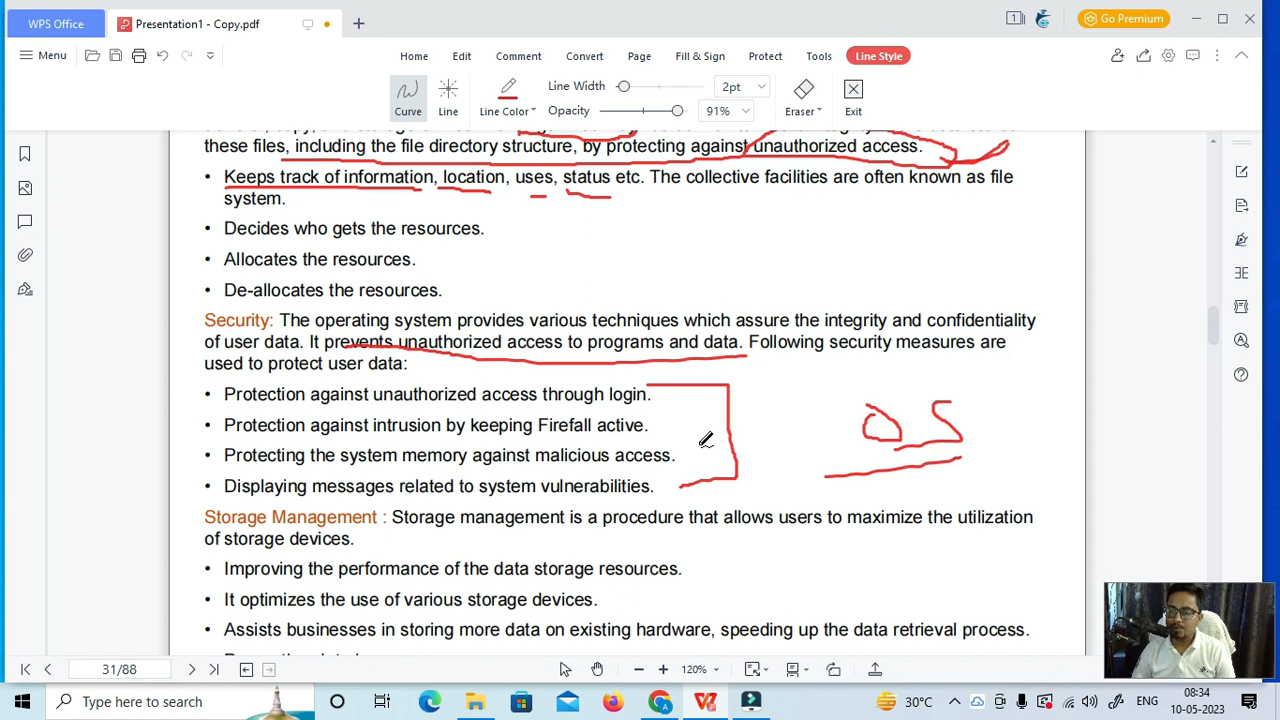 WPS Office
Presentation1 - Copy.pdf
1
Go Premium
Menu
Home
Edit
Comment
Convert
Page
Fill & Sign
Protect
Tools
Line Style
Curve
Line
Line Color
Line Width
2pt
Opacity
91%
Eraser
Exit
these files, including the file directory structure, by protecting against unauthorized access.
• Keeps track of information, location, uses, status etc. The collective facilities are often known as file
system.
• Decides who gets the resources.
• Allocates the resources.
• De-allocates the resources.
Security: The operating system provides various techniques which assure the integrity and confidentiality
of user data. It prevents unauthorized access to programs and data. Following security measures are
used to protect user data:
• Protection against unauthorized access through login.
• Protection against intrusion by keeping Firefall active.
• Protecting the system memory against malicious access.
• Displaying messages related to system vulnerabilities.
OS
Storage Management : Storage management is a procedure that allows users to maximize the utilization
of storage devices.
• Improving the performance of the data storage resources.
• It optimizes the use of various storage devices.
• Assists businesses in storing more data on existing hardware, speeding up the data retrieval process.
31/88
120%
Type here to search
30°C
ENG
08:34
10-05-2023